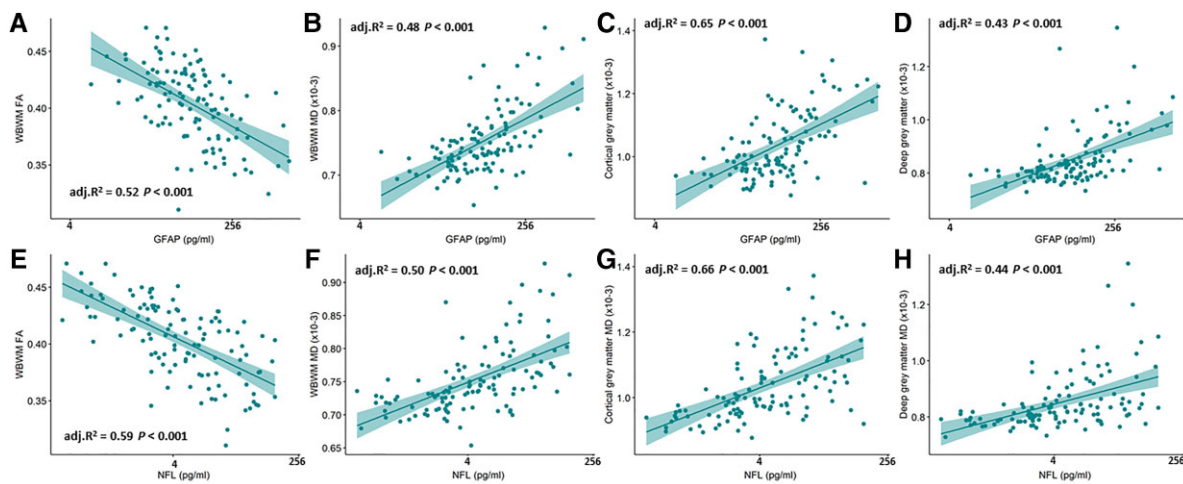 A
WBWM FA
0.45
0.40
0.35
adj.R² = 0.52 P < 0.001
4
256
GFAP (pg/ml)
B
adj.R² = 0.48 P < 0.001
WBWM MD (x10-3)
0.9
0.8
0.7
4
256
GFAP (pg/ml)
C
adj.R² = 0.65 P < 0.001
Cortical grey matter (x10-3)
1.4
1.2
1.0
4
256
GFAP (pg/ml)
D
adj.R² = 0.43 P < 0.001
Deep grey matter (x10-3)
1.2
1.0
0.8
4
256
GFAP (pg/ml)
E
WBWM FA
0.45
0.40
0.35
adj.R² = 0.59 P < 0.001
4
256
NFL (pg/ml)
F
adj.R² = 0.50 P < 0.001
WBWM MD (x10-3)
0.90
0.85
0.80
0.75
0.70
0.65
4
256
NFL (pg/ml)
G
adj.R² = 0.66 P < 0.001
Cortical grey matter MD (x10-3)
1.4
1.2
1.0
4
256
NFL (pg/ml)
H
adj.R² = 0.44 P < 0.001
Deep grey matter MD (x10-3)
1.2
1.0
0.8
4
256
NFL (pg/ml)